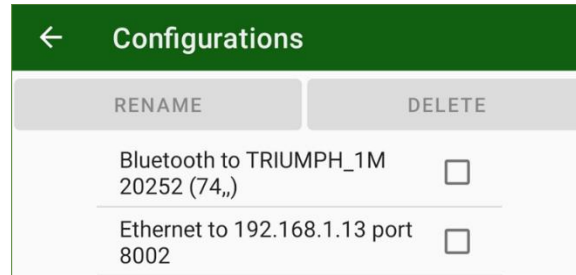 Configurations
RENAME DELETE
Bluetooth to TRIUMPH_1M
20252 (74,,)
Ethernet to 192.168.1.13 port
8002